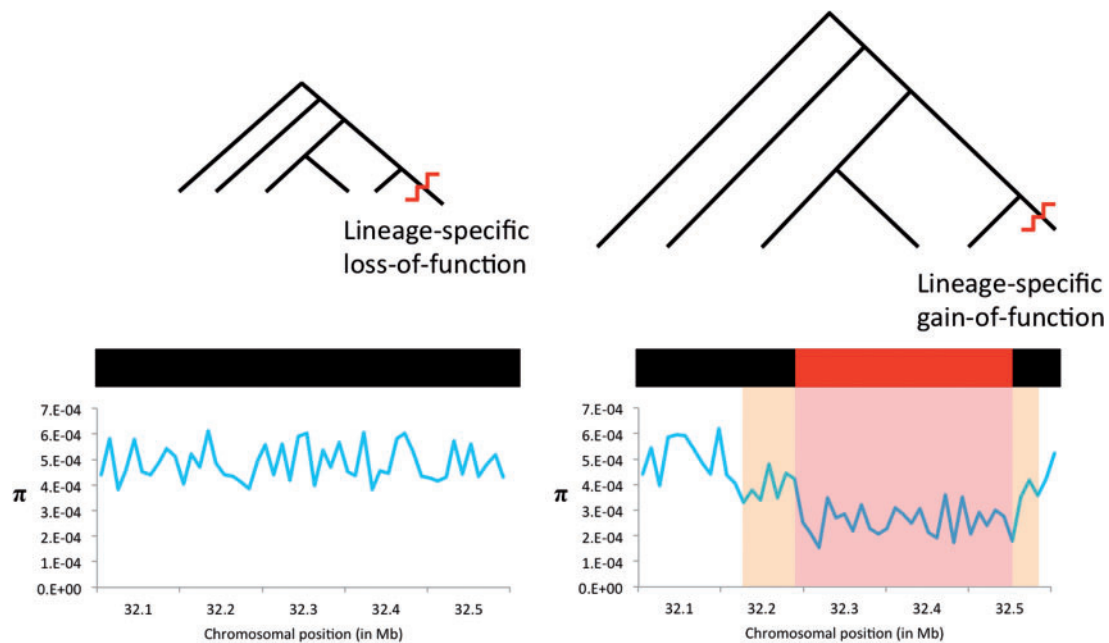 Lineage-specific
loss-of-function
Lineage-specific
gain-of-function
7.E-04
6.E-04
5.E-04
4.E-04
3.E-04
2.E-04
1.E-04
0.E+00
π
32.1 32.2 32.3 32.4 32.5
Chromosomal position (in Mb)
7.E-04
6.E-04
5.E-04
4.E-04
3.E-04
2.E-04
1.E-04
0.E+00
π
32.1 32.2 32.3 32.4 32.5
Chromosomal position (in Mb)